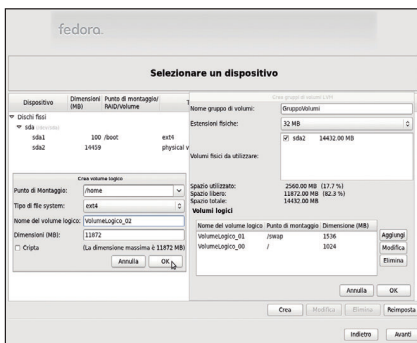 fedora.
Selezionare un dispositivo
Dispositivo
Dimensioni (MB)
Punto di montaggio/ RAID/Volume
Dischi fissi
sda
sda1 100 /boot ext4
sda2 14459 physical v
Crea gruppo di volumi LVM
Nome gruppo di volumi: GruppoVolumi
Estensioni fisiche: 32 MB
Volumi fisici da utilizzare:
sda2 14432.00 MB
Spazio utilizzato: 2560.00 MB (17.7 %)
Spazio libero: 11872.00 MB (82.3 %)
Spazio totale: 14432.00 MB
Volumi logici
Nome del volume logico Punto di montaggio Dimensione (MB)
VolumeLogico_01 /swap 1536
VolumeLogico_00 / 1024
Aggiungi
Modifica
Elimina
Annulla OK
Crea volume logico
Punto di Montaggio: /home
Tipo di file system: ext4
Nome del volume logico: VolumeLogico_02
Dimensioni (MB): 11872
Cripta (La dimensione massima è 11872 MB)
Annulla OK
Crea Modifica Elimina Reimposta
Indietro Avanti